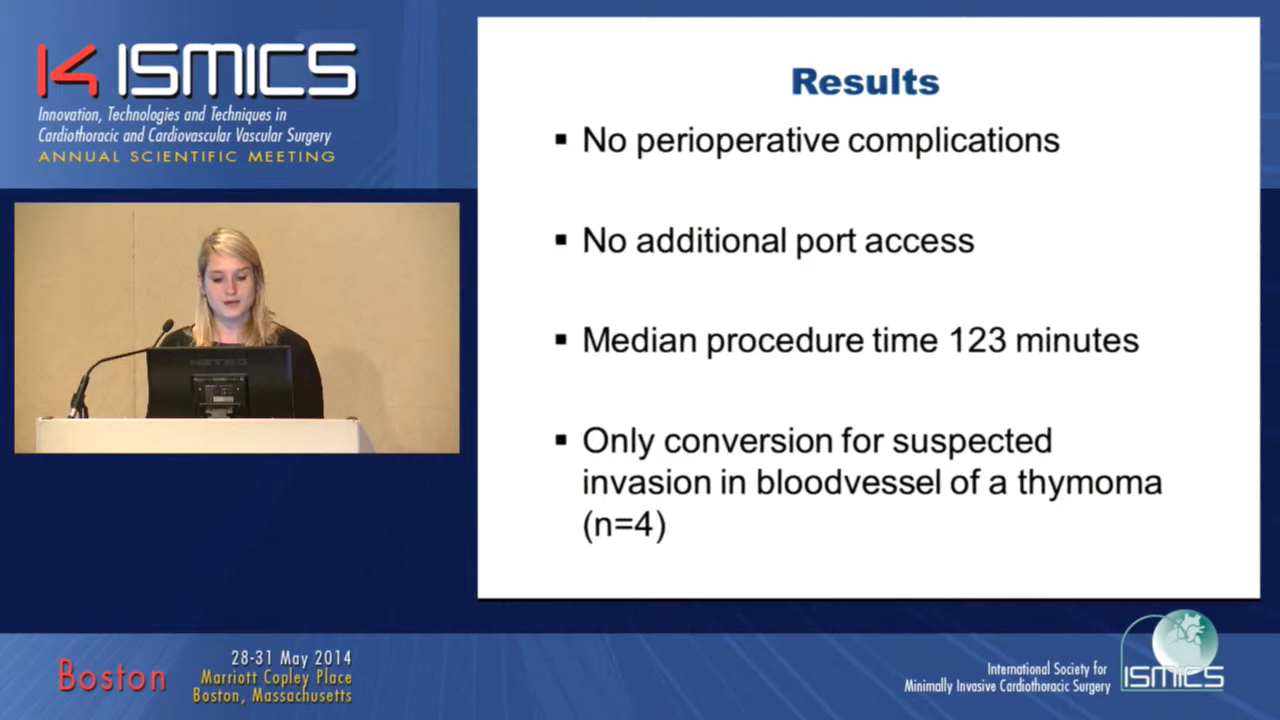 14 ISMICS
Innovation, Technologies and Techniques in
Cardiothoracic and Cardiovascular Vascular Surgery
ANNUAL SCIENTIFIC MEETING
Results
▪ No perioperative complications
▪ No additional port access
▪ Median procedure time 123 minutes
▪ Only conversion for suspected
invasion in bloodvessel of a thymoma
(n=4)
Boston
28-31 May 2014
Marriott Copley Place
Boston, Massachusetts
International Society for
Minimally Invasive Cardiothoracic Surgery
ISMICS